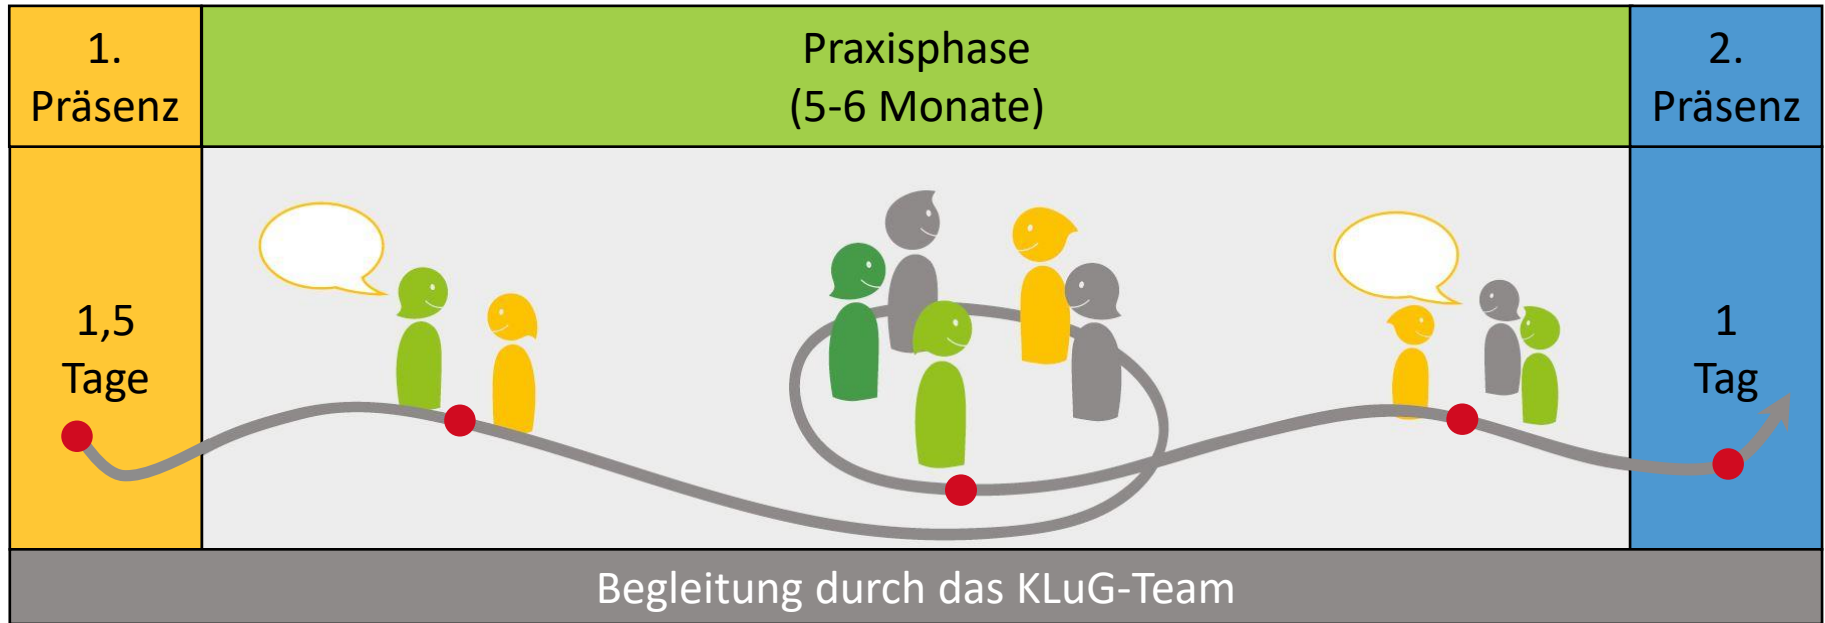 1.
Präsenz
Praxisphase
(5-6 Monate)
2.
Präsenz
1,5
Tage
1
Tag
Begleitung durch das KLuG-Team